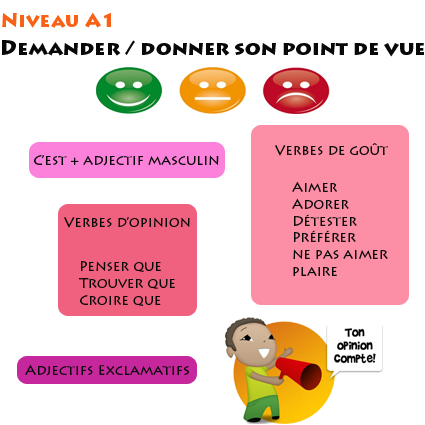 Niveau A1
Demander / donner son point de vue
C'est + adjectif masculin
Verbes de goût
Aimer
Adorer
Détester
Préférer
ne pas aimer
plaire
Verbes d'opinion
Penser que
Trouver que
Croire que
Ton
opinion
compte!
Adjectifs Exclamatifs